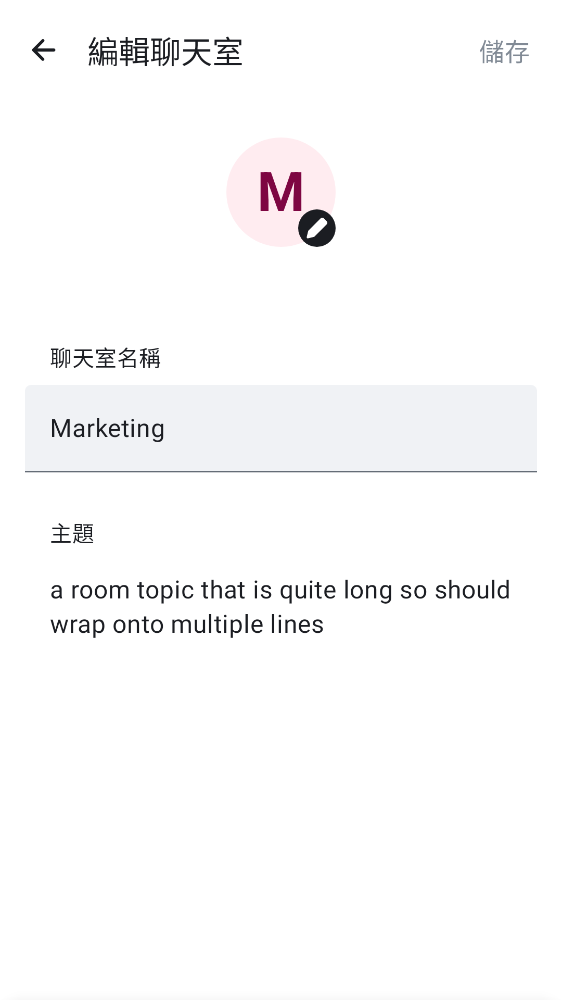 編輯聊天室
儲存
M
聊天室名稱
Marketing
主題
a room topic that is quite long so should
wrap onto multiple lines